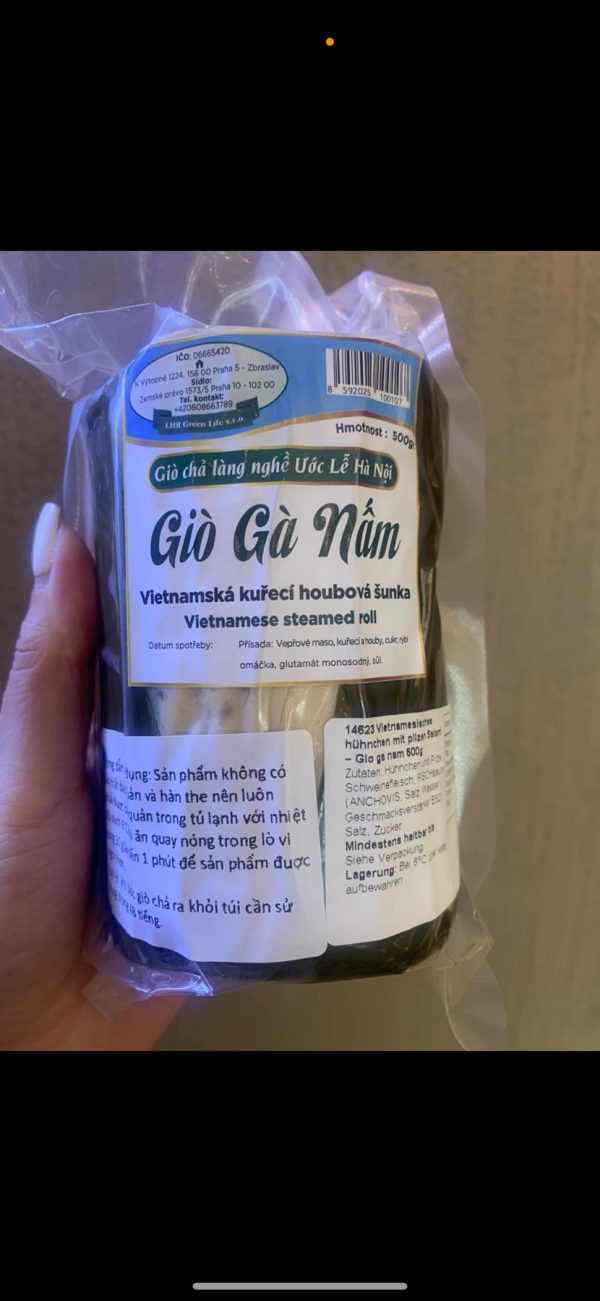 IČO: 06665420
K Výtopně 1224, 156 00 Praha 5 - Zbraslav
Sídlo:
Zemské právo 1573/5 Praha 10 - 102 00
Tel. kontakt:
+420608663789
LHR Green Life s.r.o
8 592025 100107
Hmotnost : 500g
Giò chả làng nghề Ước Lễ Hà Nội
Giò Gà Nấm
Vietnamská kuřecí houbová šunka
Vietnamese steamed roll
Datum spotřeby:
Přísada: Vepřové maso, kuřecí a houby, cukr, rybí
omáčka, glutamát monosodný, sůl.
dụng: Sản phẩm không có
và hàn the nên luôn
quản trong tủ lạnh với nhiệt
ăn quay nóng trong lò vi
1 phút để sản phẩm được
giò chả ra khỏi túi cần sử
tiếng.
14623 Vietnamesisches
hühnchen mit pilzen Salami
– Gio ga nam 500g
Zutaten: Hühnchen und
Schweinefleisch,
(ANCHOVIS, Salz, Wasser)
Geschmacksverstärker
Salz, Zucker
Mindestens haltbar bis:
Siehe Verpackung
Lagerung: Bei 8°C
aufbewahren